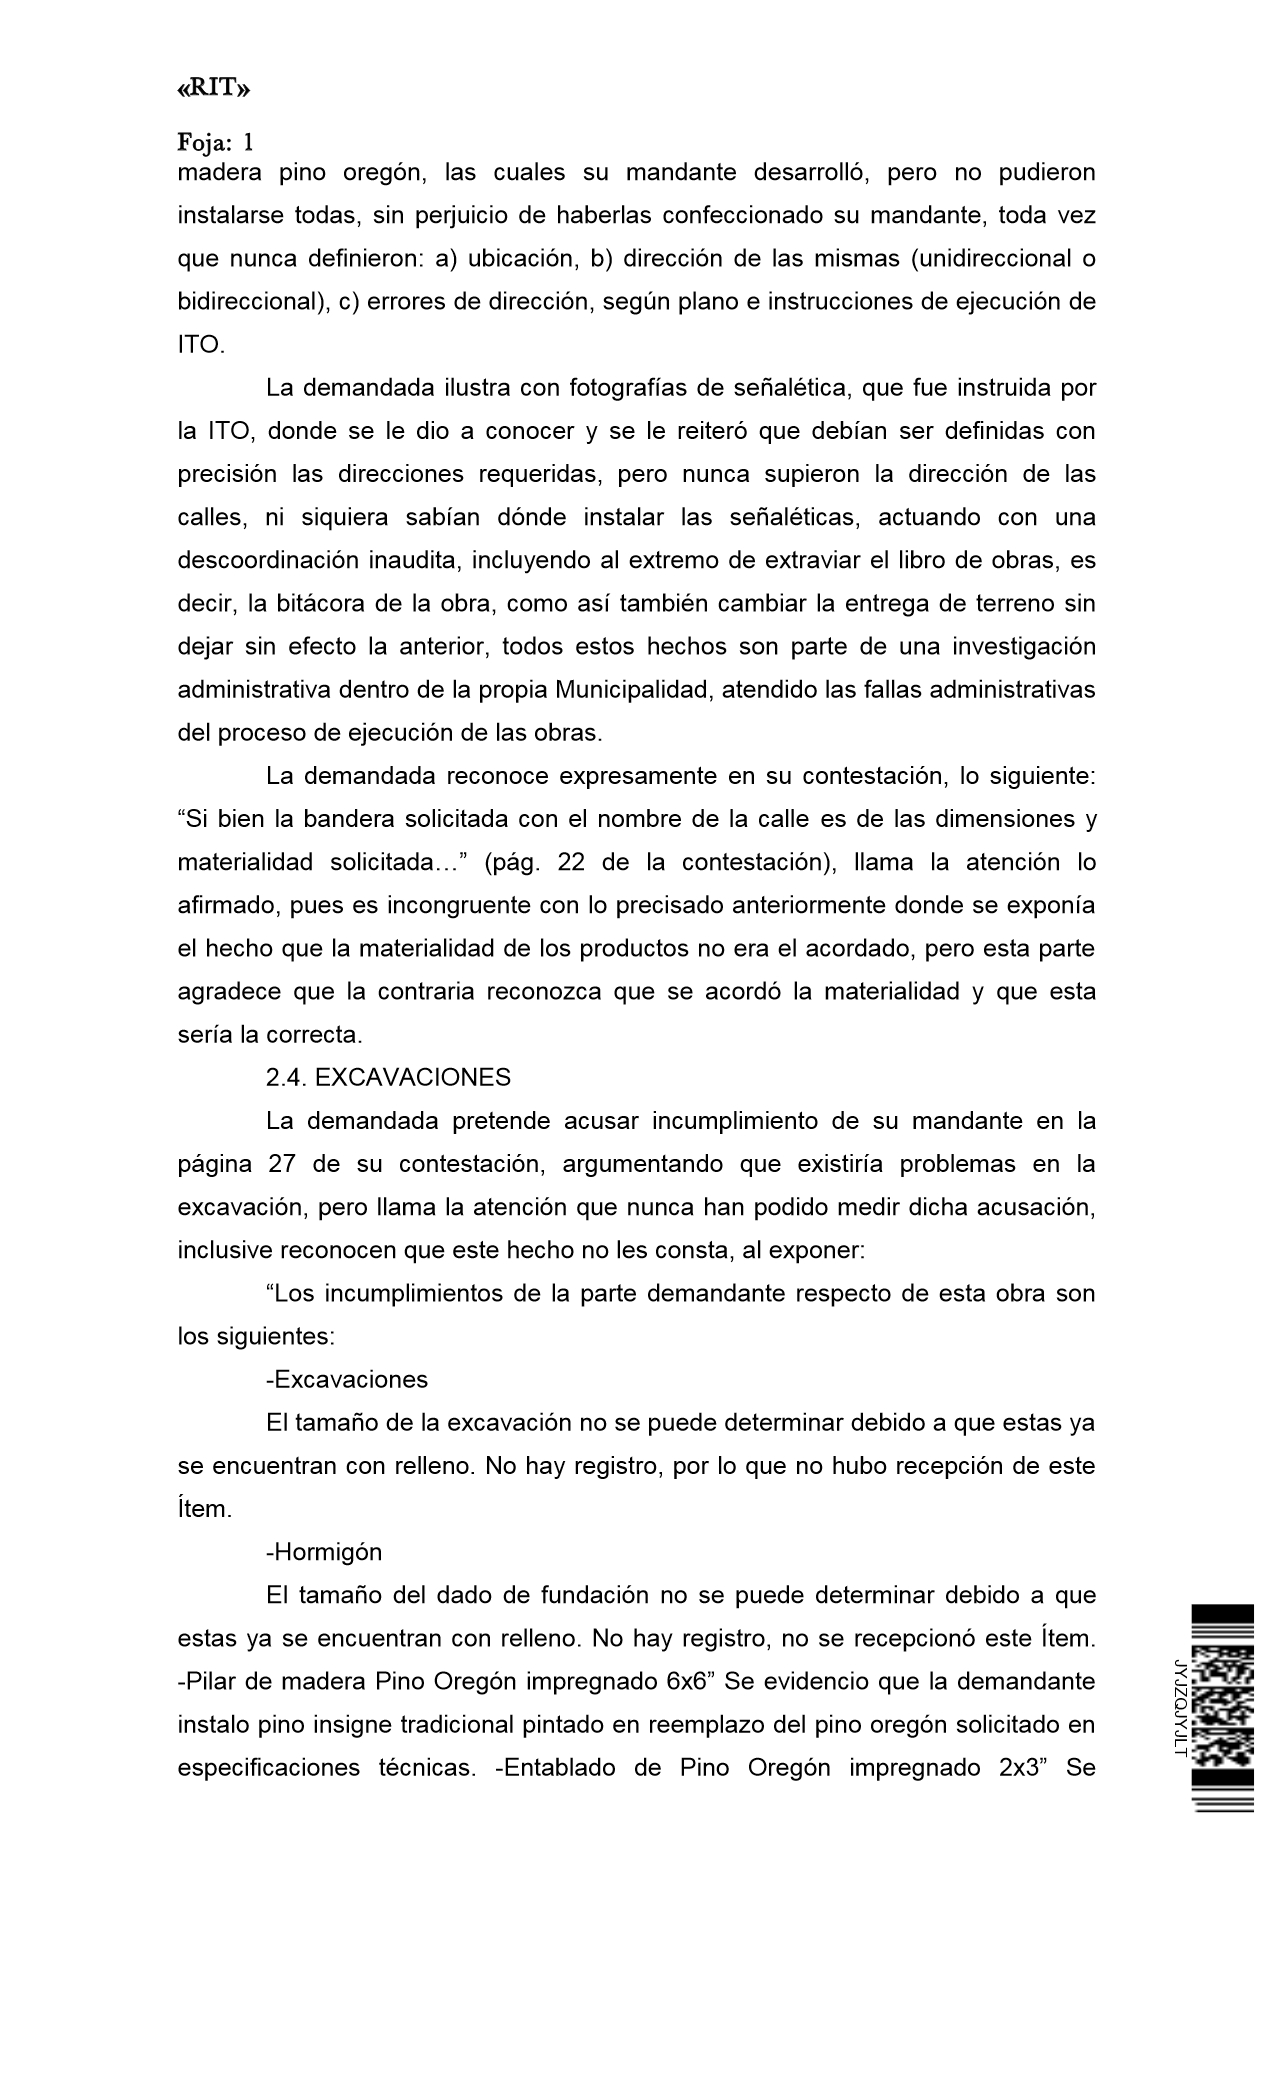 «RIT»
Foja: 1
madera pino oregón, las cuales su mandante desarrolló, pero no pudieron
instalarse todas, sin perjuicio de haberlas confeccionado su mandante, toda vez
que nunca definieron: a) ubicación, b) dirección de las mismas (unidireccional o
bidireccional), c) errores de dirección, según plano e instrucciones de ejecución de
ITO.
La demandada ilustra con fotografías de señalética, que fue instruida por
la ITO, donde se le dio a conocer y se le reiteró que debían ser definidas con
precisión las direcciones requeridas, pero nunca supieron la dirección de las
calles, ni siquiera sabían dónde instalar las señaléticas, actuando con una
descoordinación inaudita, incluyendo al extremo de extraviar el libro de obras, es
decir, la bitácora de la obra, como así también cambiar la entrega de terreno sin
dejar sin efecto la anterior, todos estos hechos son parte de una investigación
administrativa dentro de la propia Municipalidad, atendido las fallas administrativas
del proceso de ejecución de las obras.
La demandada reconoce expresamente en su contestación, lo siguiente:
“Si bien la bandera solicitada con el nombre de la calle es de las dimensiones y
materialidad solicitada…” (pág. 22 de la contestación), llama la atención lo
afirmado, pues es incongruente con lo precisado anteriormente donde se exponía
el hecho que la materialidad de los productos no era el acordado, pero esta parte
agradece que la contraria reconozca que se acordó la materialidad y que esta
sería la correcta.
2.4. EXCAVACIONES
La demandada pretende acusar incumplimiento de su mandante en la
página 27 de su contestación, argumentando que existiría problemas en la
excavación, pero llama la atención que nunca han podido medir dicha acusación,
inclusive reconocen que este hecho no les consta, al exponer:
“Los incumplimientos de la parte demandante respecto de esta obra son
los siguientes:
-Excavaciones
El tamaño de la excavación no se puede determinar debido a que estas ya
se encuentran con relleno. No hay registro, por lo que no hubo recepción de este
Ítem.
-Hormigón
El tamaño del dado de fundación no se puede determinar debido a que
estas ya se encuentran con relleno. No hay registro, no se recepcionó este Ítem.
-Pilar de madera Pino Oregón impregnado 6x6” Se evidencio que la demandante
instalo pino insigne tradicional pintado en reemplazo del pino oregón solicitado en
especificaciones técnicas. -Entablado de Pino Oregón impregnado 2x3” Se
JYJZQJYJLT